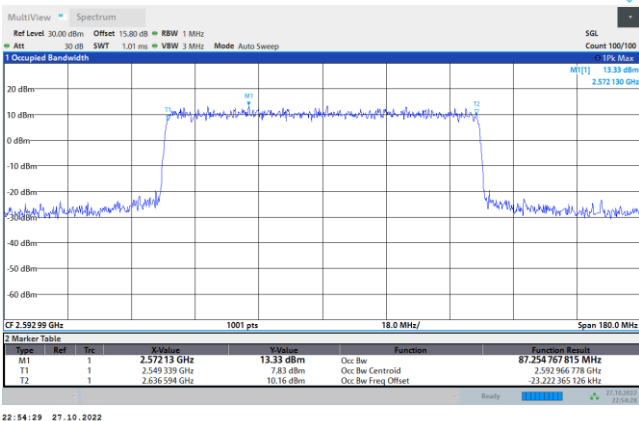 MultiView Spectrum
Ref Level 30.00 dBm Offset 15.80 dB RBW 1 MHz SGL
Att 30 dB SWT 1.01 ms VBW 3 MHz Mode Auto Sweep Count 100/100
1 Occupied Bandwidth 1Pk Max
M1[1] 13.33 dBm
2.572 130 GHz
20 dBm
M1
T2
T1
10 dBm
0 dBm
-10 dBm
-20 dBm
-30 dBm
-40 dBm
-50 dBm
-60 dBm
CF 2.592 99 GHz 1001 pts 18.0 MHz/ Span 180.0 MHz
2 Marker Table
Type Ref Trc X-Value Y-Value Function Function Result
M1 1 2.572 13 GHz 13.33 dBm Occ Bw 87.254 767 815 MHz
T1 1 2.549 339 GHz 7.83 dBm Occ Bw Centroid 2.592 966 778 GHz
T2 1 2.636 594 GHz 10.16 dBm Occ Bw Freq Offset -23.222 365 126 kHz
Ready 27.10.2022
22:54:28
22:54:29 27.10.2022